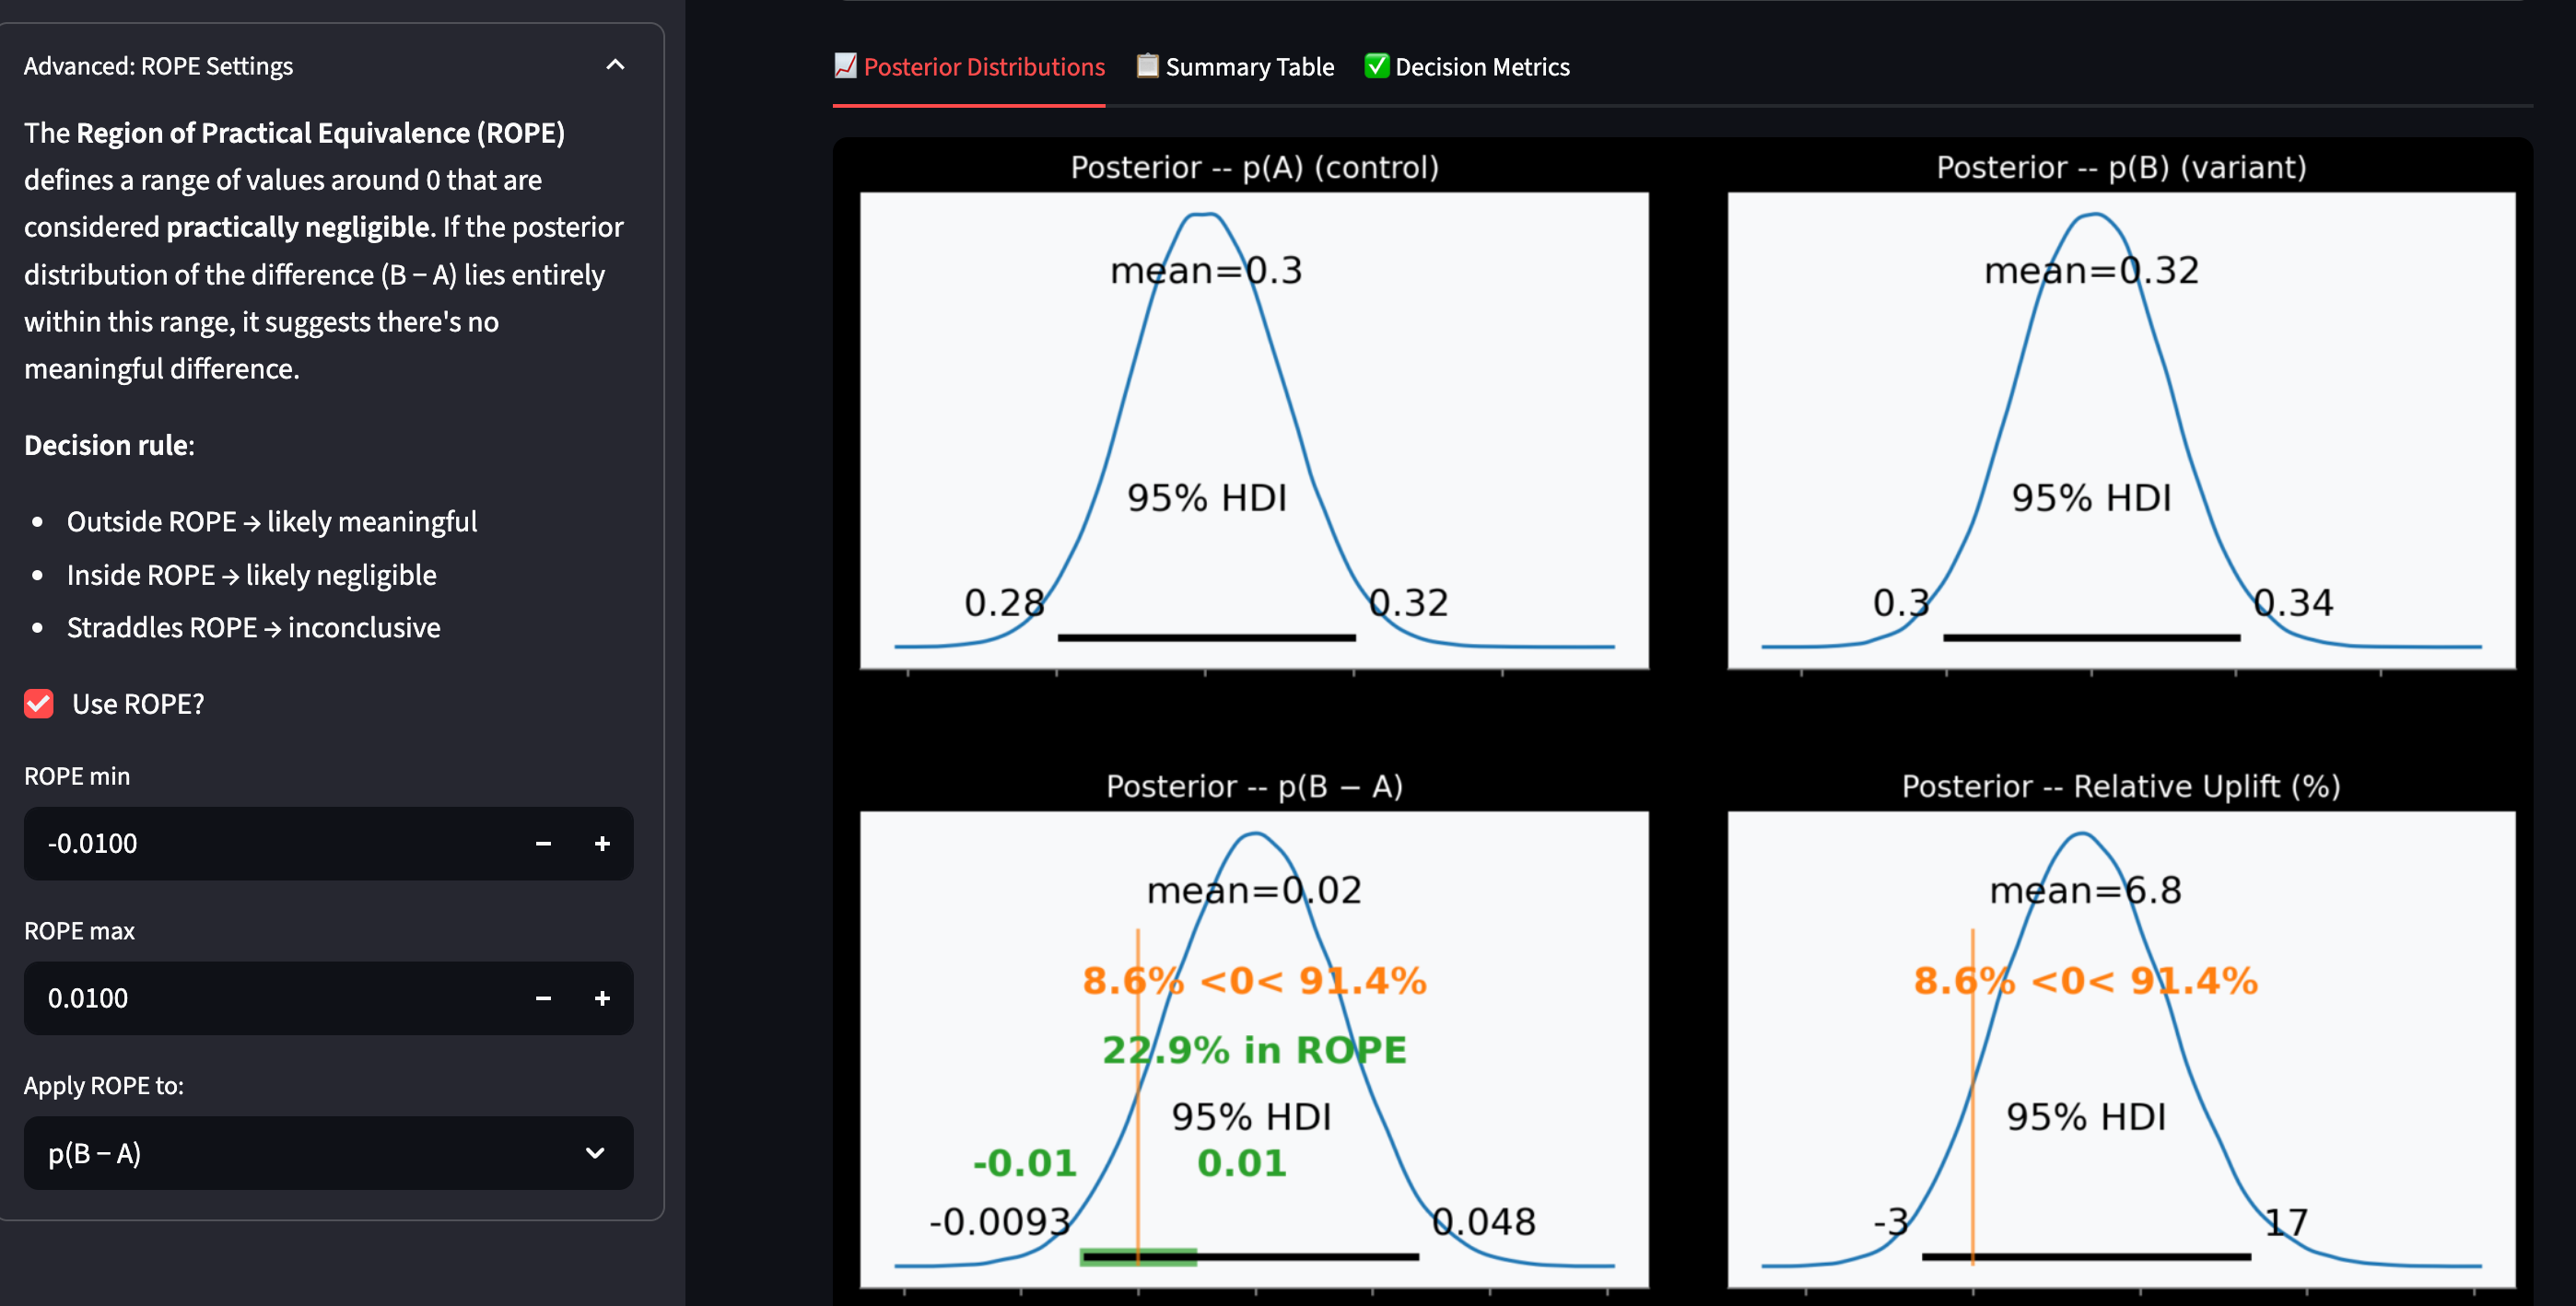 Advanced: ROPE Settings
The Region of Practical Equivalence (ROPE)
defines a range of values around 0 that are
considered practically negligible. If the posterior
distribution of the difference (B − A) lies entirely
within this range, it suggests there's no
meaningful difference.
Decision rule:
• Outside ROPE → likely meaningful
• Inside ROPE → likely negligible
• Straddles ROPE → inconclusive
Use ROPE?
ROPE min
-0.0100
− +
ROPE max
0.0100
− +
Apply ROPE to:
p(B − A)
Posterior Distributions
Summary Table
Decision Metrics
Posterior -- p(A) (control)
mean=0.3
95% HDI
0.28
0.32
Posterior -- p(B) (variant)
mean=0.32
95% HDI
0.3
0.34
Posterior -- p(B − A)
mean=0.02
8.6% <0< 91.4%
22.9% in ROPE
95% HDI
-0.01
0.01
-0.0093
0.048
Posterior -- Relative Uplift (%)
mean=6.8
8.6% <0< 91.4%
95% HDI
-3
17